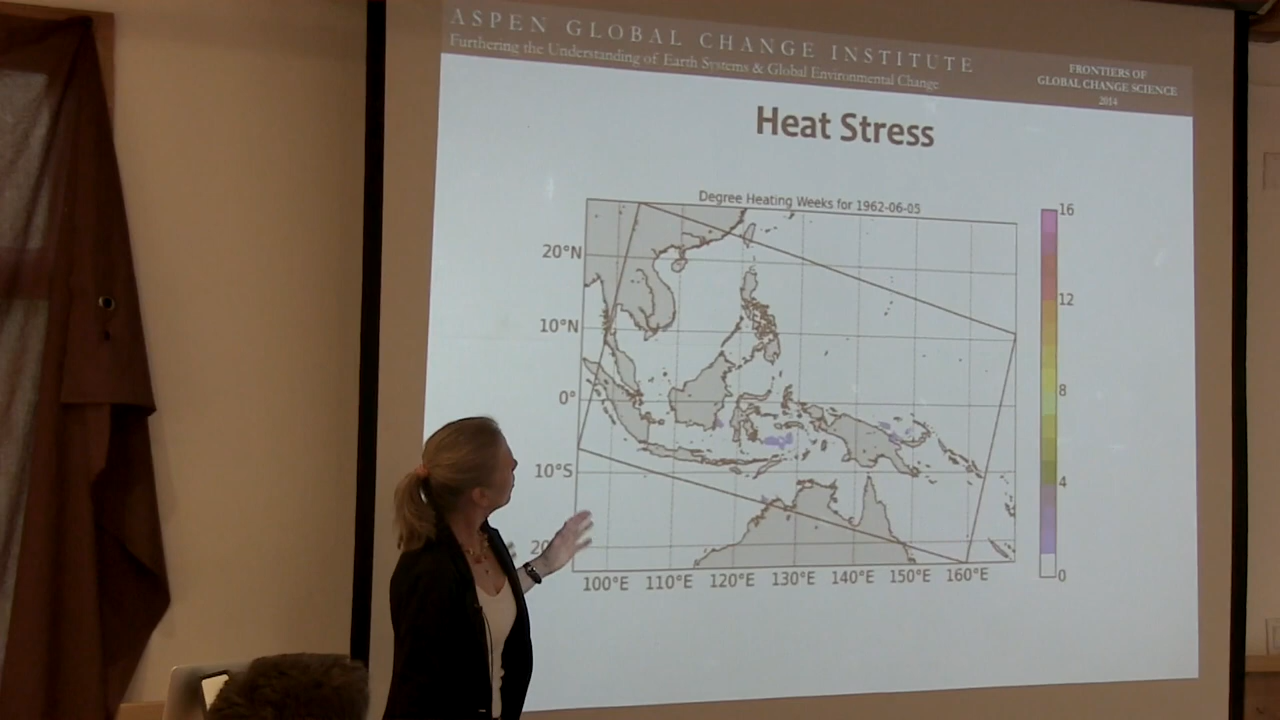 ASPEN GLOBAL CHANGE INSTITUTE
Furthering the Understanding of Earth Systems & Global Environmental Change
FRONTIERS OF
GLOBAL CHANGE SCIENCE
2014
Heat Stress
Degree Heating Weeks for 1962-06-05
20°N
10°N
0°
10°S
20
100°E 110°E 120°E 130°E 140°E 150°E 160°E
16
12
8
4
0